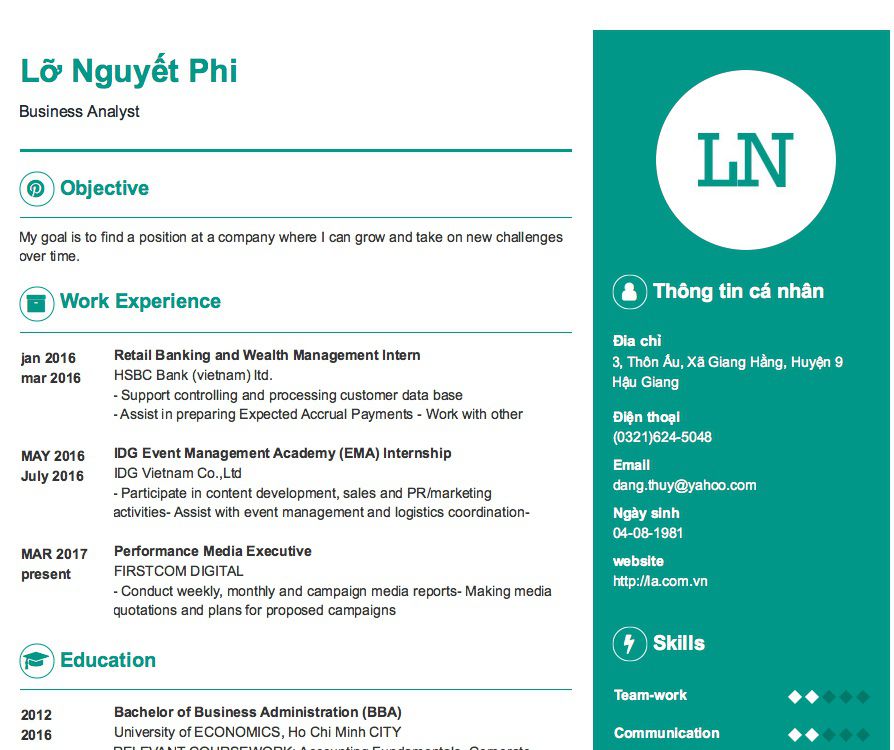 Lỡ Nguyết Phi
Business Analyst
Objective
My goal is to find a position at a company where I can grow and take on new challenges
over time.
Work Experience
jan 2016
mar 2016
Retail Banking and Wealth Management Intern
HSBC Bank (vietnam) ltd.
- Support controlling and processing customer data base
- Assist in preparing Expected Accrual Payments - Work with other
MAY 2016
July 2016
IDG Event Management Academy (EMA) Internship
IDG Vietnam Co.,Ltd
- Participate in content development, sales and PR/marketing
activities- Assist with event management and logistics coordination-
MAR 2017
present
Performance Media Executive
FIRSTCOM DIGITAL
- Conduct weekly, monthly and campaign media reports- Making media
quotations and plans for proposed campaigns
Education
2012
2016
Bachelor of Business Administration (BBA)
University of ECONOMICS, Ho Chi Minh CITY
RELEVANT COURSEWORK: Accounting Fundamentals, Corporate
LN
Thông tin cá nhân
Đia chỉ
3, Thôn Ấu, Xã Giang Hằng, Huyện 9
Hậu Giang
Điện thoại
(0321)624-5048
Email
dang.thuy@yahoo.com
Ngày sinh
04-08-1981
website
http://la.com.vn
Skills
Team-work
Communication